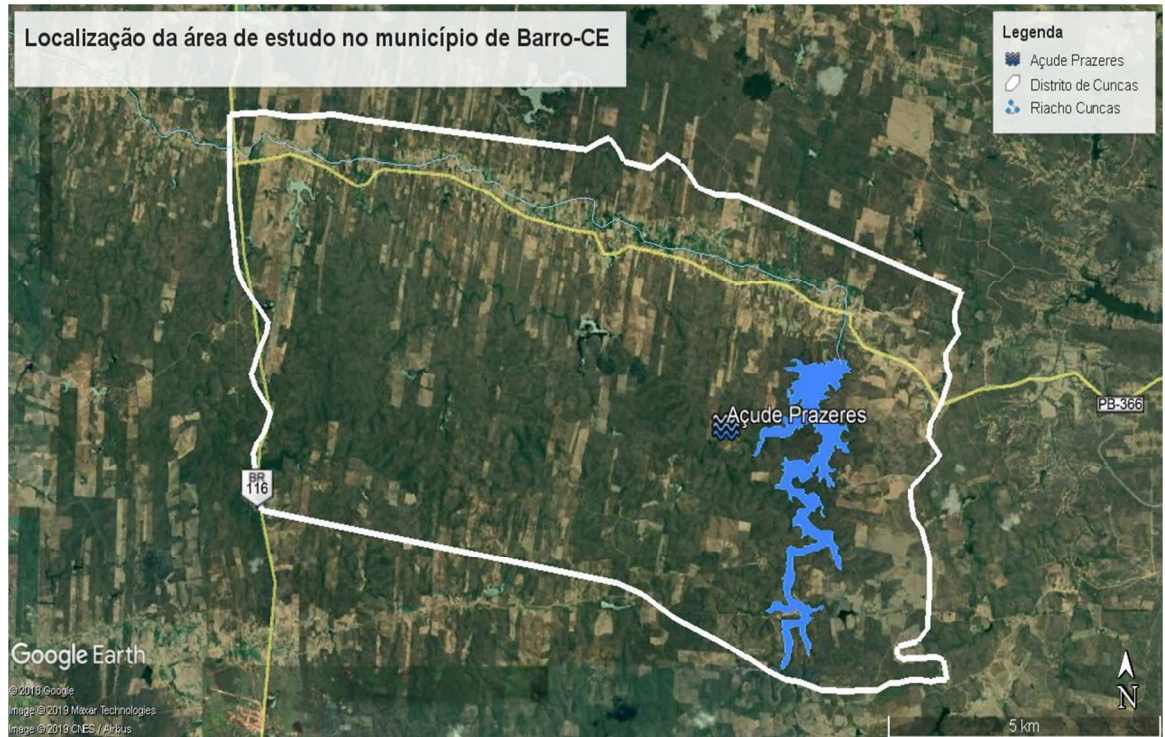 Localização da área de estudo no município de Barro-CE
Legenda
Açude Prazeres
Distrito de Cuncas
Riacho Cuncas
Açude Prazeres
PB-366
BR
116
Google Earth
© 2018 Google
Image © 2019 Maxar Technologies
Image © 2019 CNES / Airbus
N
5 km